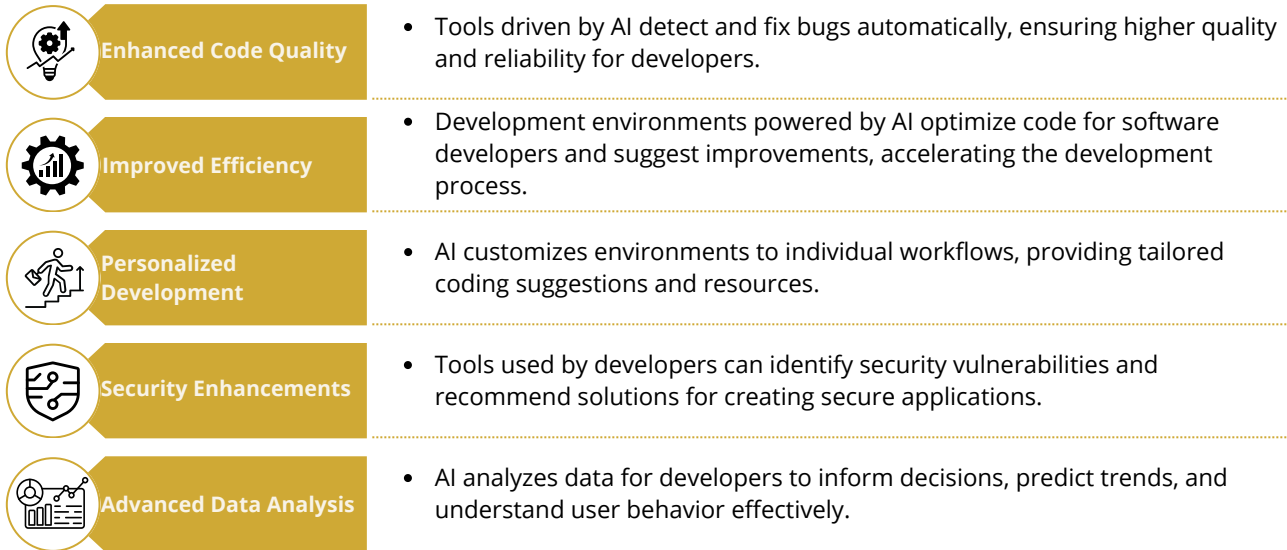 Enhanced Code Quality
• Tools driven by AI detect and fix bugs automatically, ensuring higher quality
and reliability for developers.
Improved Efficiency
• Development environments powered by AI optimize code for software
developers and suggest improvements, accelerating the development
process.
Personalized
Development
• AI customizes environments to individual workflows, providing tailored
coding suggestions and resources.
Security Enhancements
• Tools used by developers can identify security vulnerabilities and
recommend solutions for creating secure applications.
Advanced Data Analysis
• AI analyzes data for developers to inform decisions, predict trends, and
understand user behavior effectively.